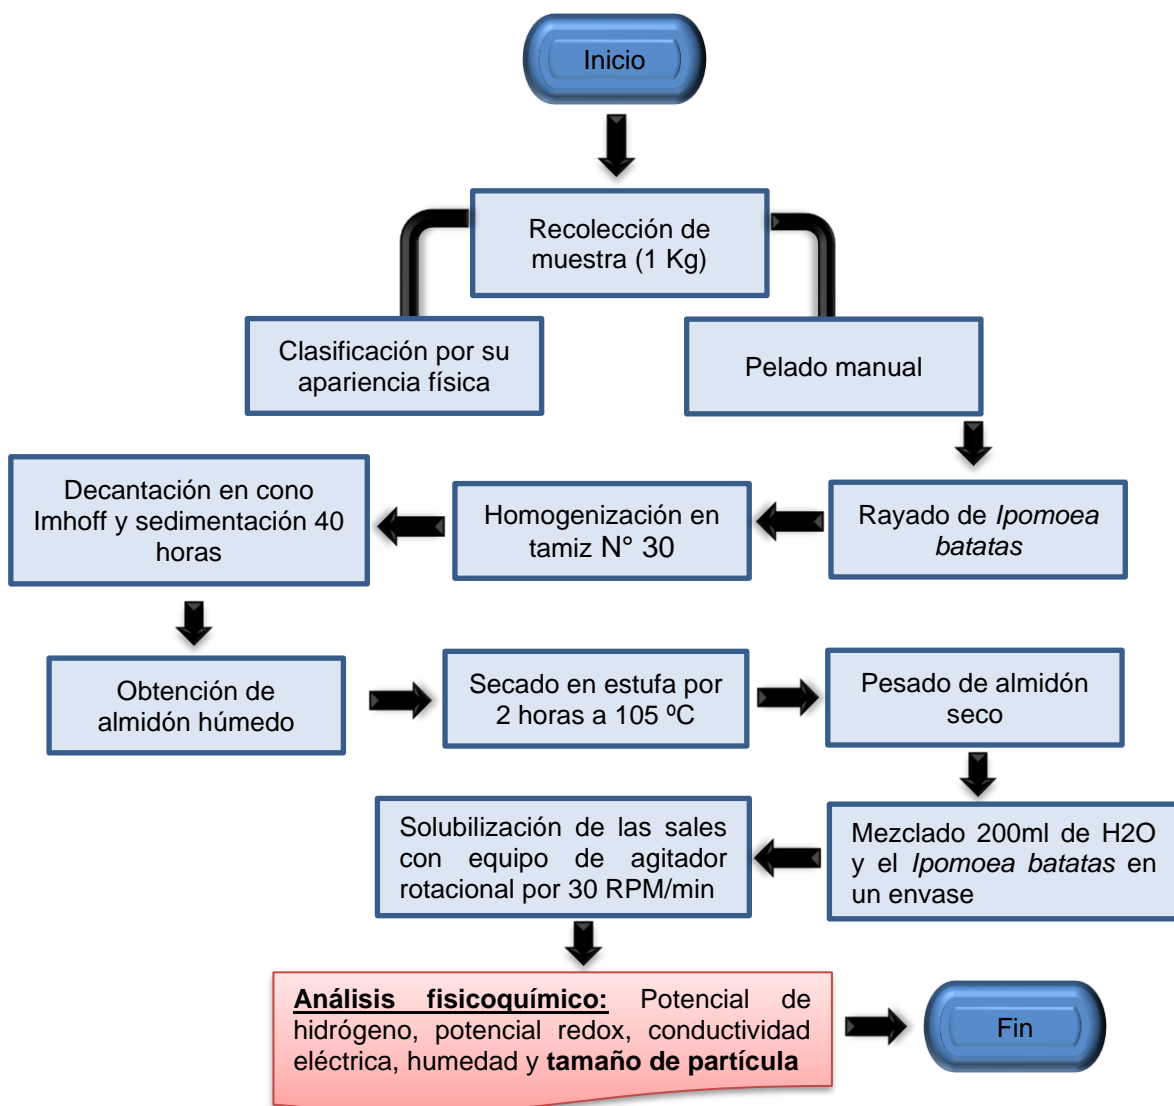 Inicio
Recolección de
muestra (1 Kg)
Clasificación por su
apariencia física
Pelado manual
Rayado de Ipomoea
batatas
Homogenización en
tamiz N° 30
Decantación en cono
Imhoff y sedimentación 40
horas
Obtención de
almidón húmedo
Secado en estufa por
2 horas a 105 ºC
Pesado de almidón
seco
Mezclado 200ml de H2O
y el Ipomoea batatas en
un envase
Solubilización de las sales
con equipo de agitador
rotacional por 30 RPM/min
Análisis fisicoquímico: Potencial de
hidrógeno, potencial redox, conductividad
eléctrica, humedad y tamaño de partícula
Fin